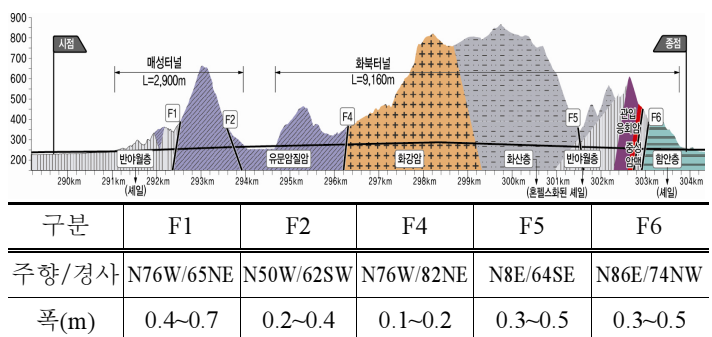 900
800
700
600
500
400
300
200
시점
매성터널
L=2,900m
화북터널
L=9,160m
종점
F1
F2
F4
F5
F6
반야월층
유문암질암
화강암
화산층
반야월층
관입
응회암
중성
암맥
함안층
290km 291km 292km 293km 294km 295km 296km 297km 298km 299km 300km 301km 302km 303km 304km
(셰일)
(혼펠스화된 셰일)
(셰일)
구분 F1 F2 F4 F5 F6
주향/경사 N76W/65NE N50W/62SW N76W/82NE N8E/64SE N86E/74NW
폭(m) 0.4~0.7 0.2~0.4 0.1~0.2 0.3~0.5 0.3~0.5